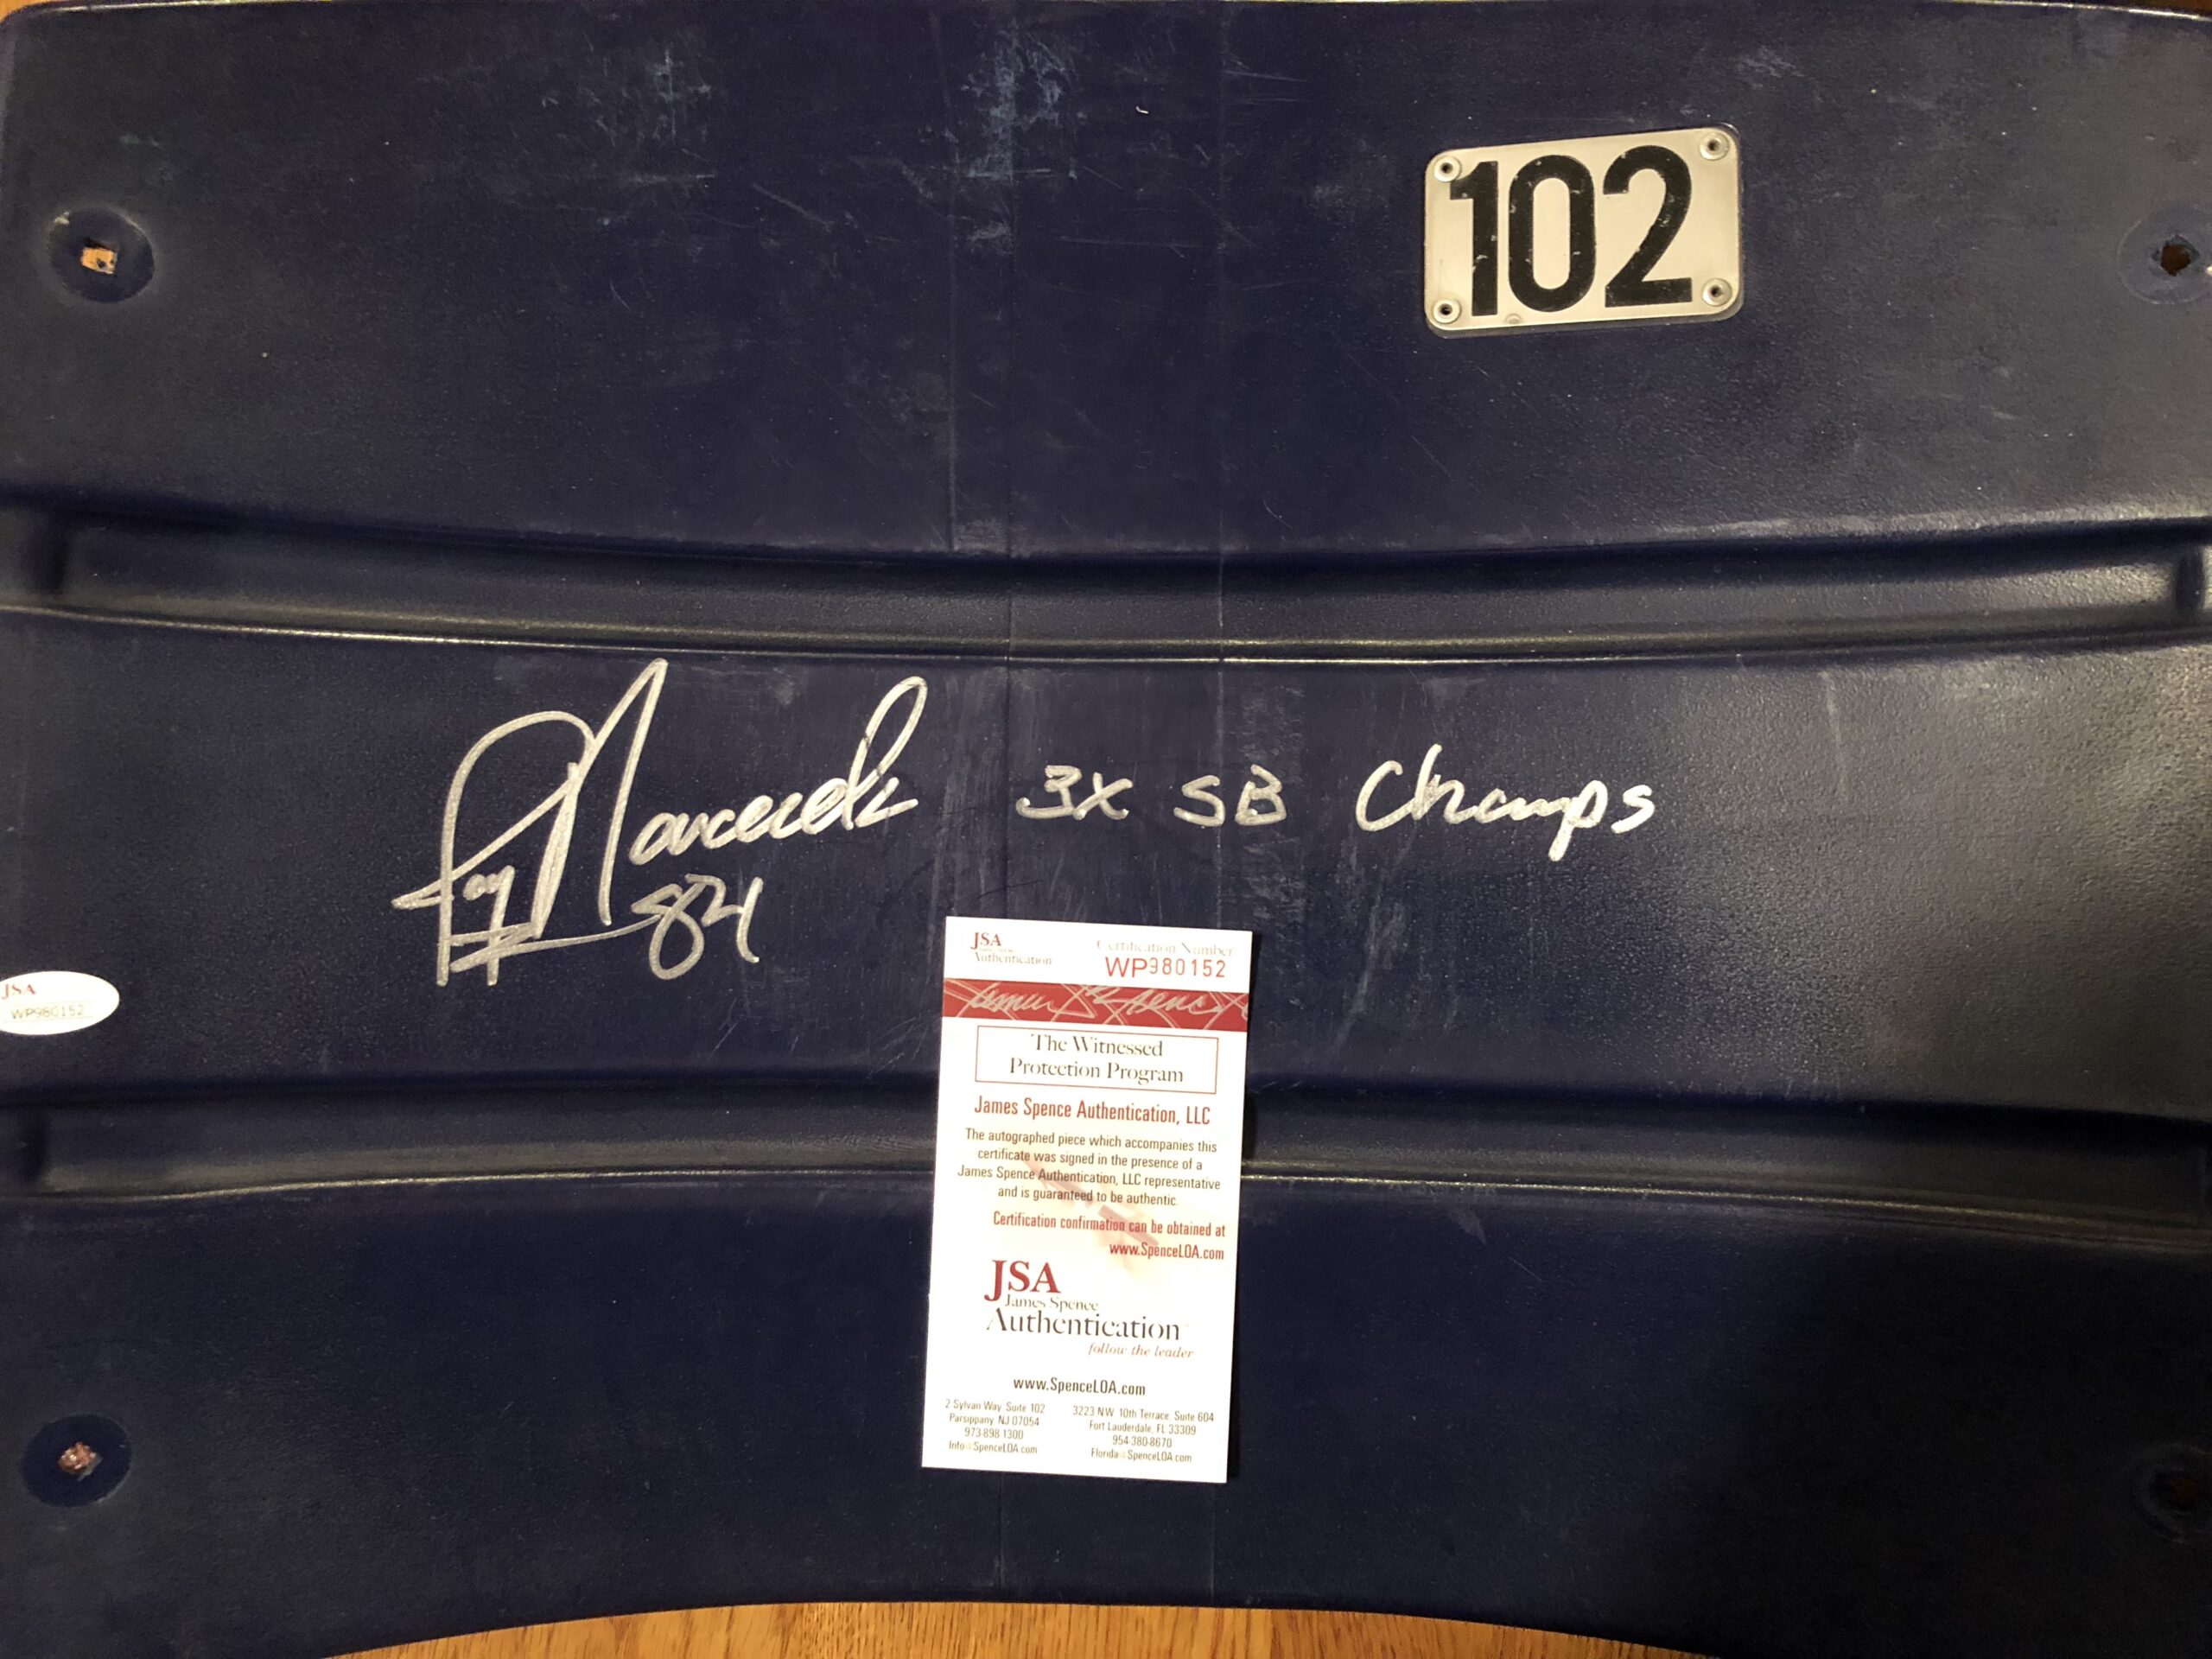 102
Jay Novacek 3X SB Champs
84
JSA
WP980152
JSA
Authentication
Certification Number
WP980152
The Witnessed
Protection Program
James Spence Authentication, LLC
The autographed piece which accompanies this
certificate was signed in the presence of a
James Spence Authentication, LLC representative
and is guaranteed to be authentic.
Certification confirmation can be obtained at
www.SpenceLOA.com
JSA
James Spence
Authentication
follow the leader
www.SpenceLOA.com
2 Sylvan Way, Suite 102
Parsippany, NJ 07054
973 898 1300
Info@SpenceLOA.com
3223 NW 10th Terrace, Suite 604
Fort Lauderdale, FL 33309
954 380 8670
Florida@SpenceLOA.com